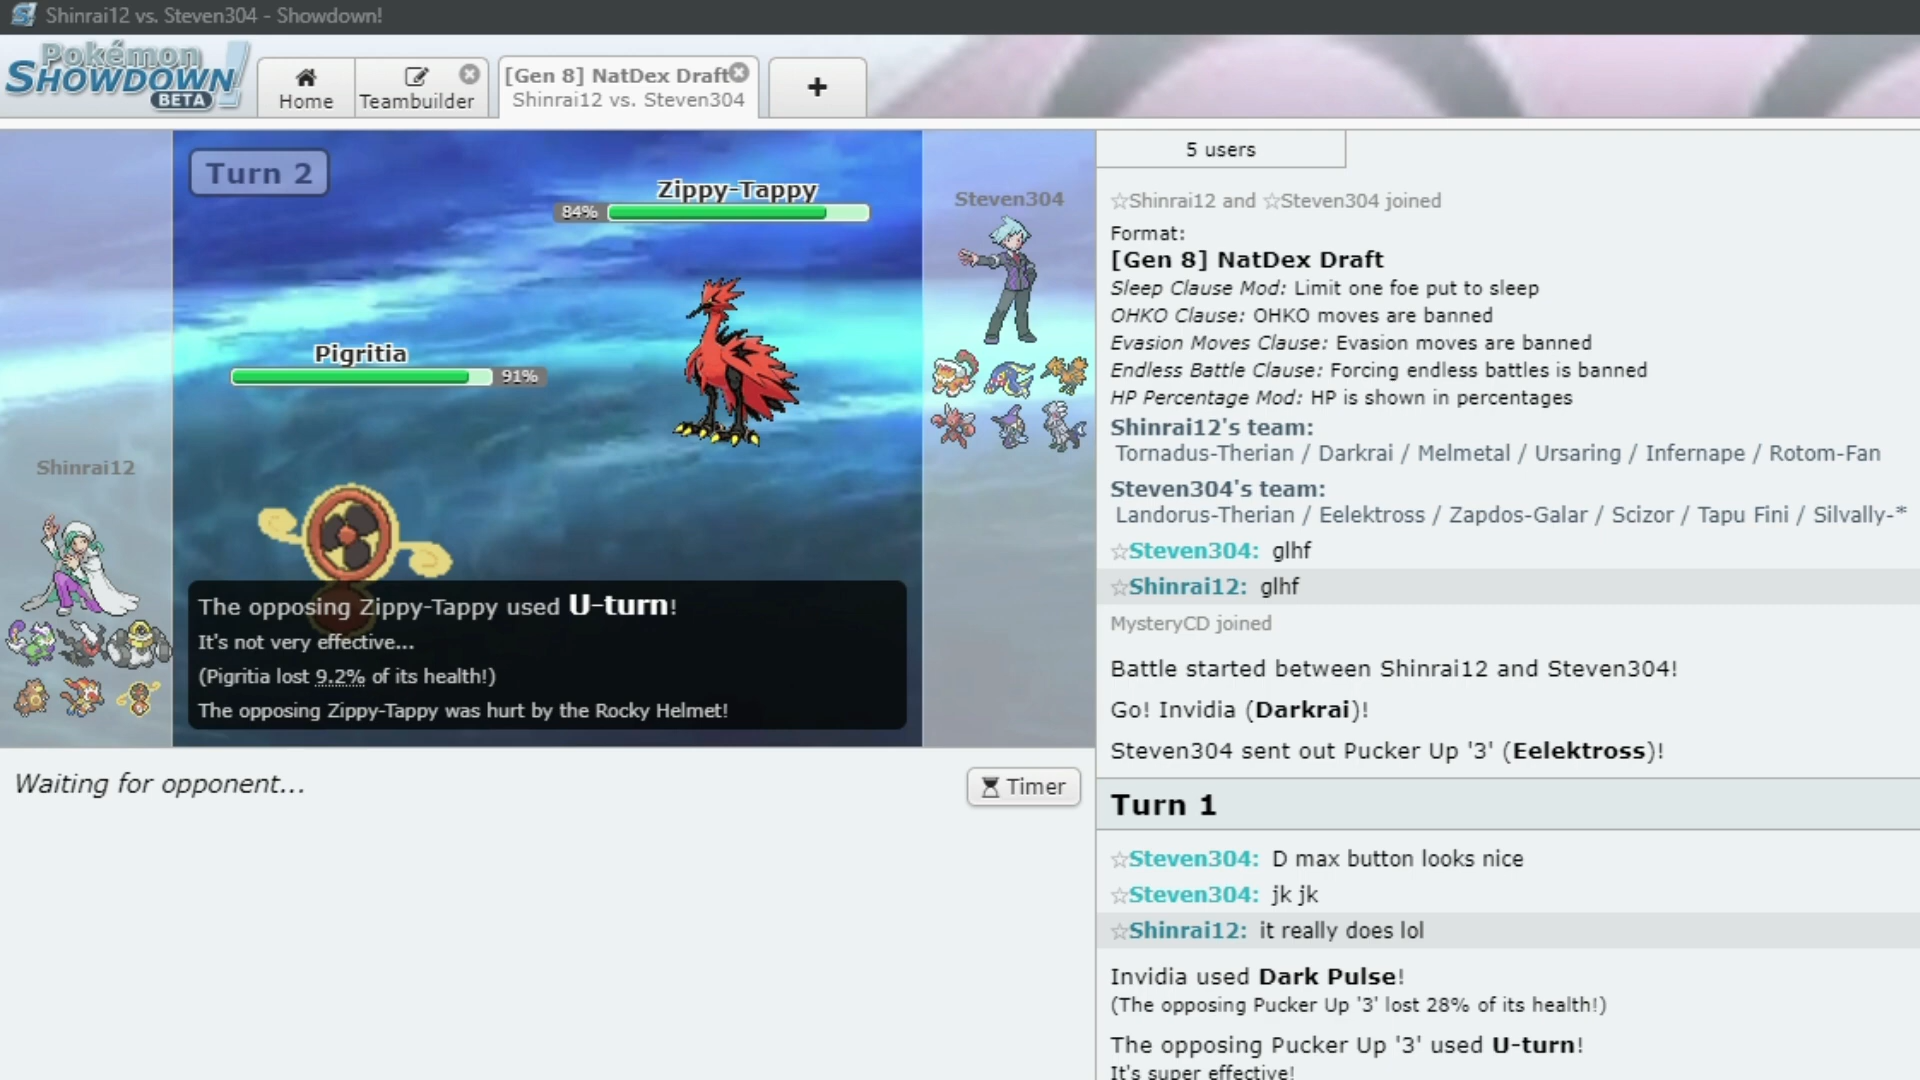 Shinrai12 vs. Steven304 - Showdown!
Pokémon
SHOWDOWN!
BETA
Home
Teambuilder
[Gen 8] NatDex Draft
Shinrai12 vs. Steven304
+
Turn 2
Zippy-Tappy
84%
Pigritia
91%
Steven304
Shinrai12
The opposing Zippy-Tappy used U-turn!
It's not very effective...
(Pigritia lost 9.2% of its health!)
The opposing Zippy-Tappy was hurt by the Rocky Helmet!
Waiting for opponent...
Timer
5 users
☆Shinrai12 and ☆Steven304 joined
Format:
[Gen 8] NatDex Draft
Sleep Clause Mod: Limit one foe put to sleep
OHKO Clause: OHKO moves are banned
Evasion Moves Clause: Evasion moves are banned
Endless Battle Clause: Forcing endless battles is banned
HP Percentage Mod: HP is shown in percentages
Shinrai12's team:
Tornadus-Therian / Darkrai / Melmetal / Ursaring / Infernape / Rotom-Fan
Steven304's team:
Landorus-Therian / Eelektross / Zapdos-Galar / Scizor / Tapu Fini / Silvally-*
☆Steven304: glhf
☆Shinrai12: glhf
MysteryCD joined
Battle started between Shinrai12 and Steven304!
Go! Invidia (Darkrai)!
Steven304 sent out Pucker Up '3' (Eelektross)!
Turn 1
☆Steven304: D max button looks nice
☆Steven304: jk jk
☆Shinrai12: it really does lol
Invidia used Dark Pulse!
(The opposing Pucker Up '3' lost 28% of its health!)
The opposing Pucker Up '3' used U-turn!
It's super effective!